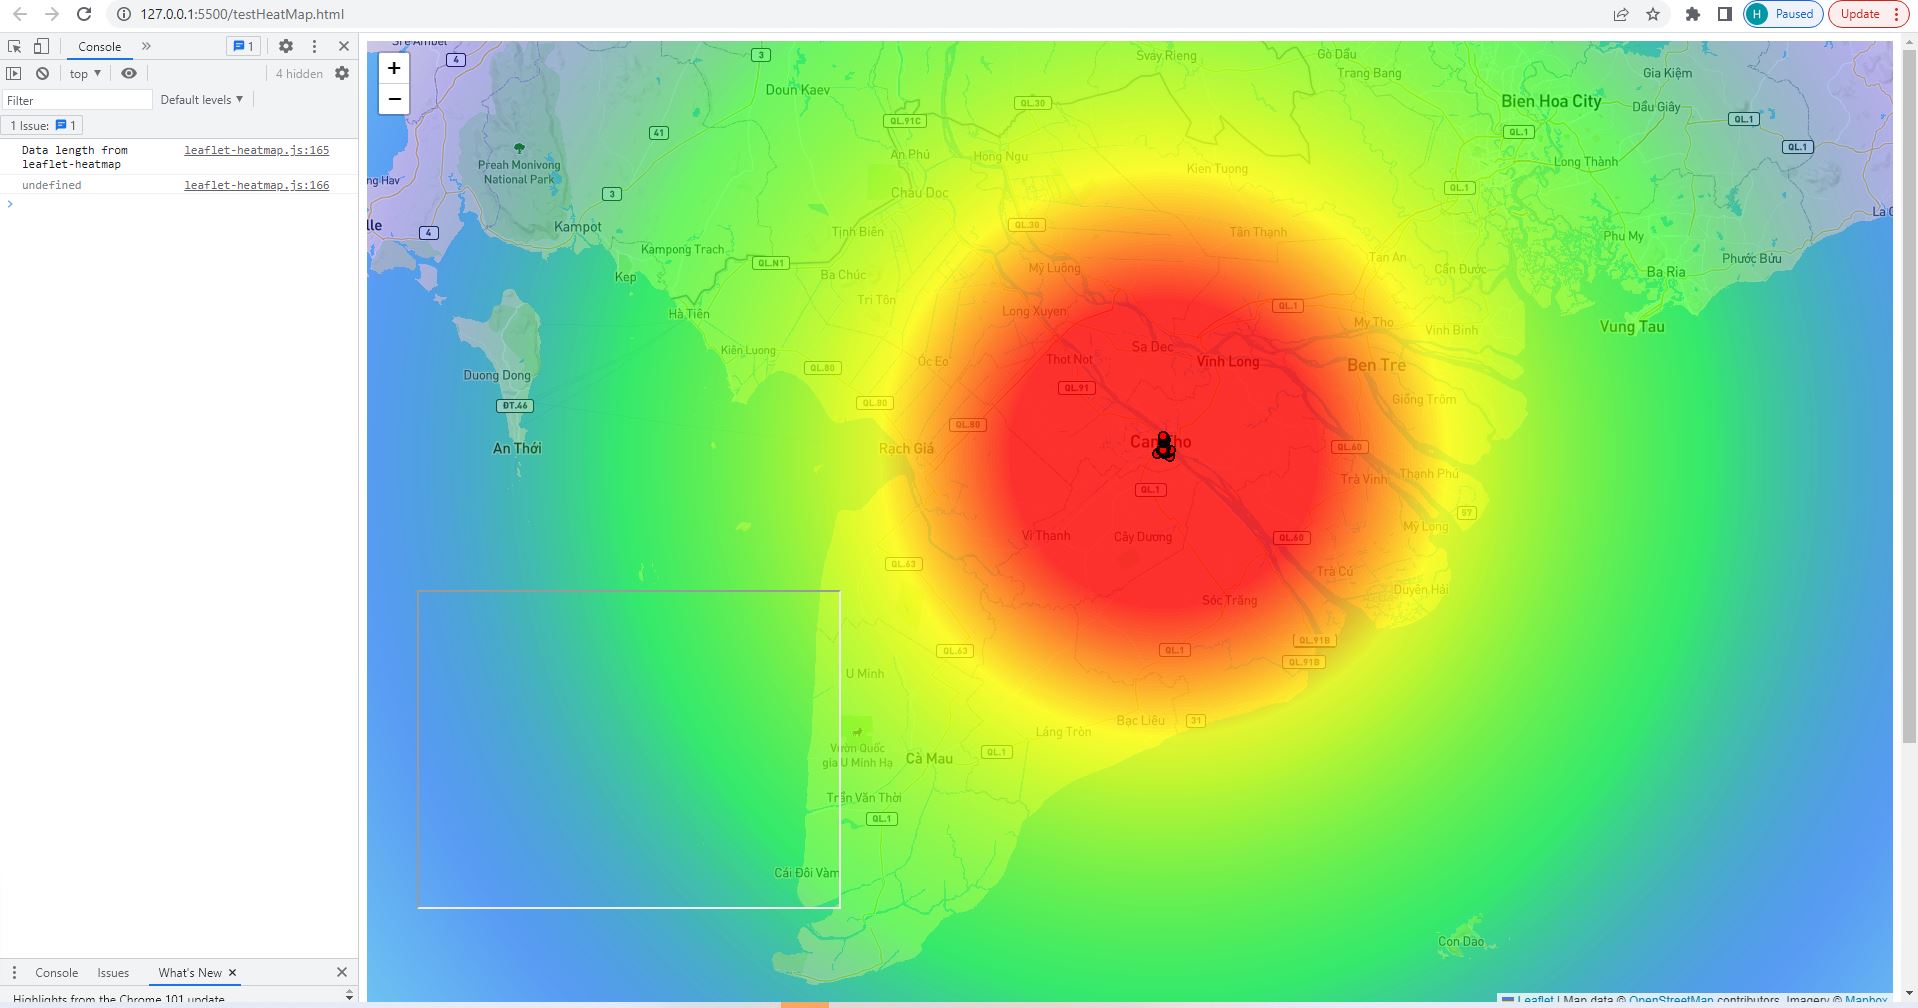 127.0.0.1:5500/testHeatMap.html
H Paused
Update
Console
1
top
4 hidden
Filter
Default levels
1 Issue: 1
Data length from leaflet-heatmap.js:165
leaflet-heatmap
undefined leaflet-heatmap.js:166
Console Issues What's New
Highlights from the Chrome 101 update
+
−
4
3
Svay Rieng
Gò Dầu
Trang Bang
Gia Kiệm
Doun Kaev
QL.30
Bien Hoa City
Dầu Giây
QL.91C
QL.1
QL.1
41
QL.1
Preah Monivong
National Park
An Phú
Hong Ngu
Kien Tuong
Long Thành
ng Hav
3
Chau Doc
QL.1
lle
4
Kampot
QL.30
Tịnh Biên
Tân Thạnh
Phu My
La G
Kampong Trach
QL.N1
Kep
Ba Chúc
Mỹ Luông
Tan An
Cần Đước
Ba Ria
Phước Bửu
Tri Tôn
Hà Tiên
Long Xuyen
QL.1
My Tho
Vinh Binh
Vung Tau
Kiên Luong
Óc Eo
Thot Not
Sa Dec
Vĩnh Long
Ben Tre
Duong Dong
QL.80
QL.91
ĐT.46
QL.80
Giồng Trôm
An Thới
Rạch Giá
QL.80
QL.60
Trà Vinh
Thạnh Phú
QL.1
57
Mỹ Long
Vi Thanh
Cây Dương
QL.60
QL.63
Trà Cú
Duyên Hải
Sóc Trăng
QL.63
QL.1
QL.91B
QL.91B
U Minh
Bạc Liêu
31
Láng Tròn
Vườn Quốc
gia U Minh Hạ
Cà Mau
QL.1
Trần Văn Thời
QL.1
Cái Đôi Vàm
Con Dao
Leaflet | Map data © OpenStreetMap contributors, Imagery © Mapbox